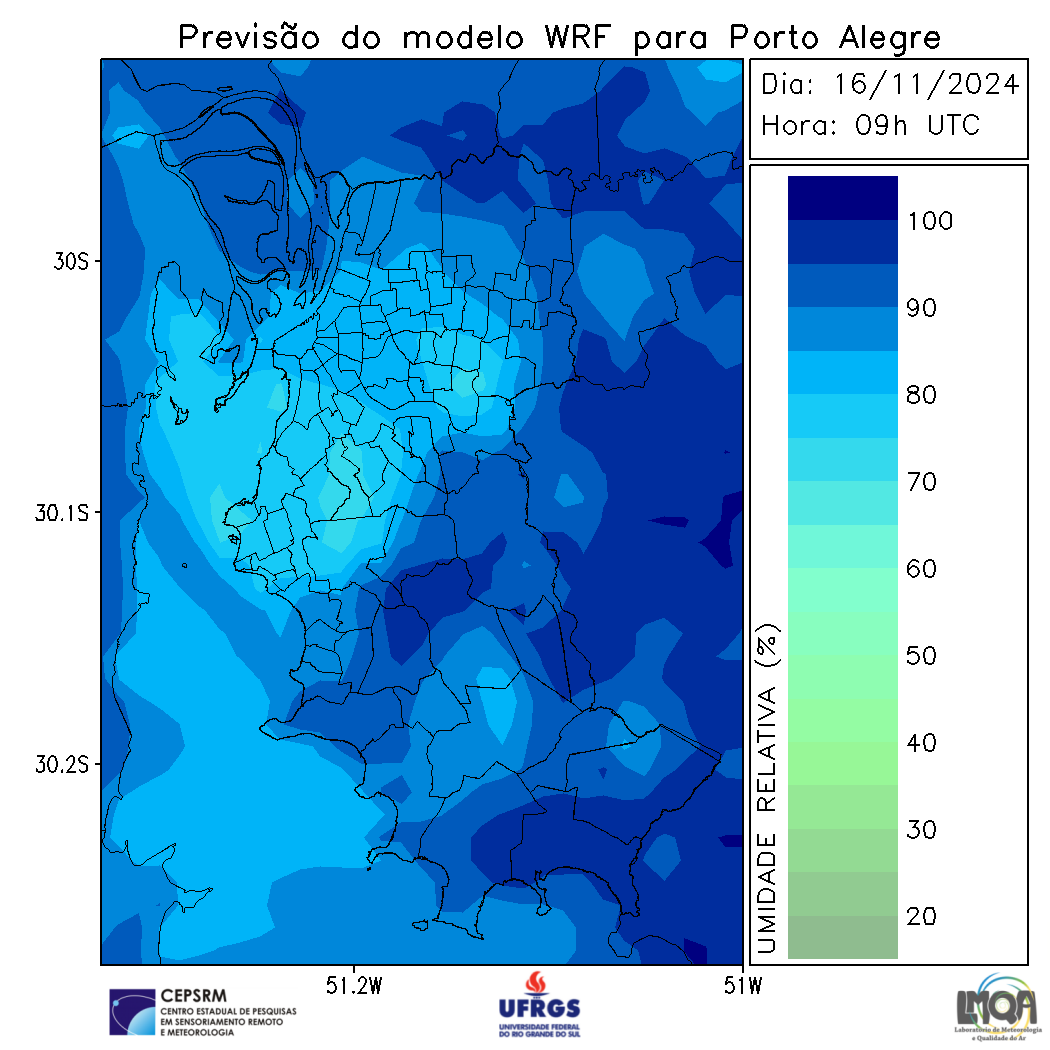 Previsão do modelo WRF para Porto Alegre
Dia: 16/11/2024
Hora: 09h UTC
100
90
80
70
60
50
40
30
20
UMIDADE RELATIVA (%)
30S
30.1S
30.2S
51.2W
51W
CEPSRM
CENTRO ESTADUAL DE PESQUISAS
EM SENSORIAMENTO REMOTO
E METEOROLOGIA
UFRGS
UNIVERSIDADE FEDERAL
DO RIO GRANDE DO SUL
LMQA
Laboratório de Meteorologia
e Qualidade do Ar